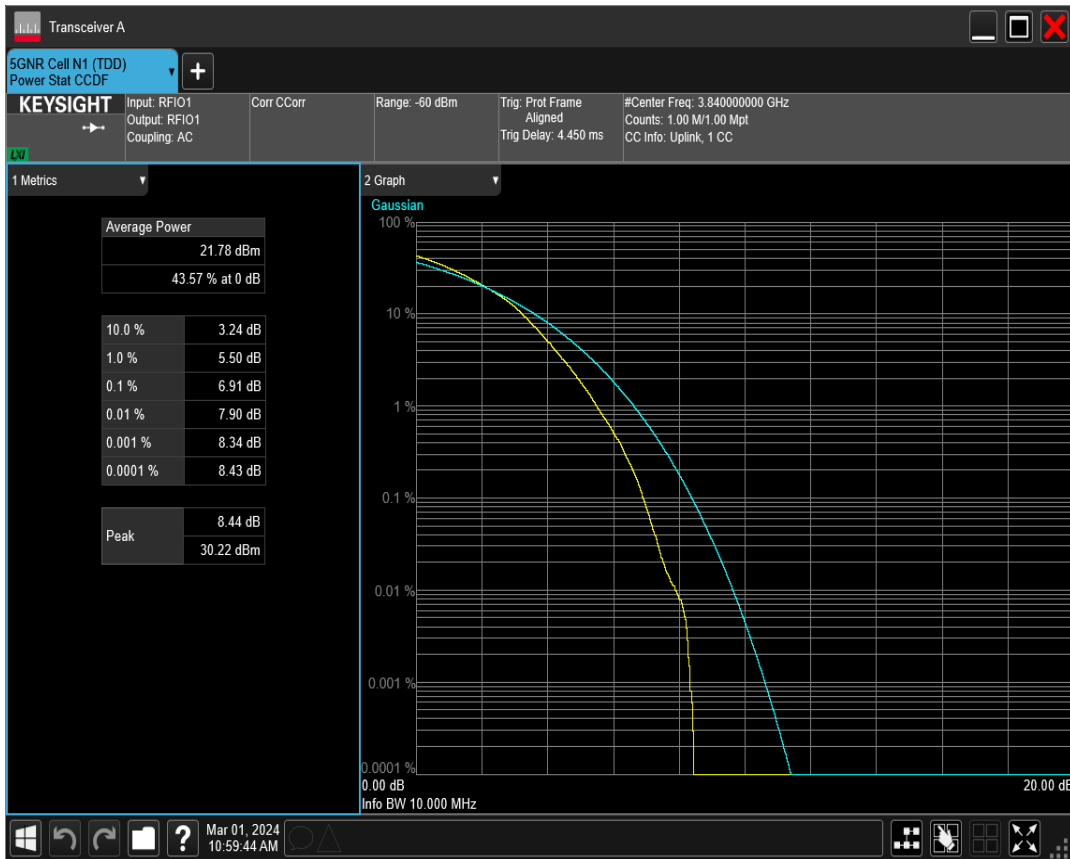 Transceiver A
5GNR Cell N1 (TDD)
Power Stat CCDF
+
KEYSIGHT
LXI
Input: RFIO1
Output: RFIO1
Coupling: AC
Corr CCorr
Range: -60 dBm
Trig: Prot Frame
Aligned
Trig Delay: 4.450 ms
#Center Freq: 3.840000000 GHz
Counts: 1.00 M/1.00 Mpt
CC Info: Uplink, 1 CC
1 Metrics
Average Power
21.78 dBm
43.57 % at 0 dB
10.0 % 3.24 dB
1.0 % 5.50 dB
0.1 % 6.91 dB
0.01 % 7.90 dB
0.001 % 8.34 dB
0.0001 % 8.43 dB
Peak
8.44 dB
30.22 dBm
2 Graph
Gaussian
100 %
10 %
1 %
0.1 %
0.01 %
0.001 %
0.0001 %
0.00 dB
20.00 dB
Info BW 10.000 MHz
?
Mar 01, 2024
10:59:44 AM